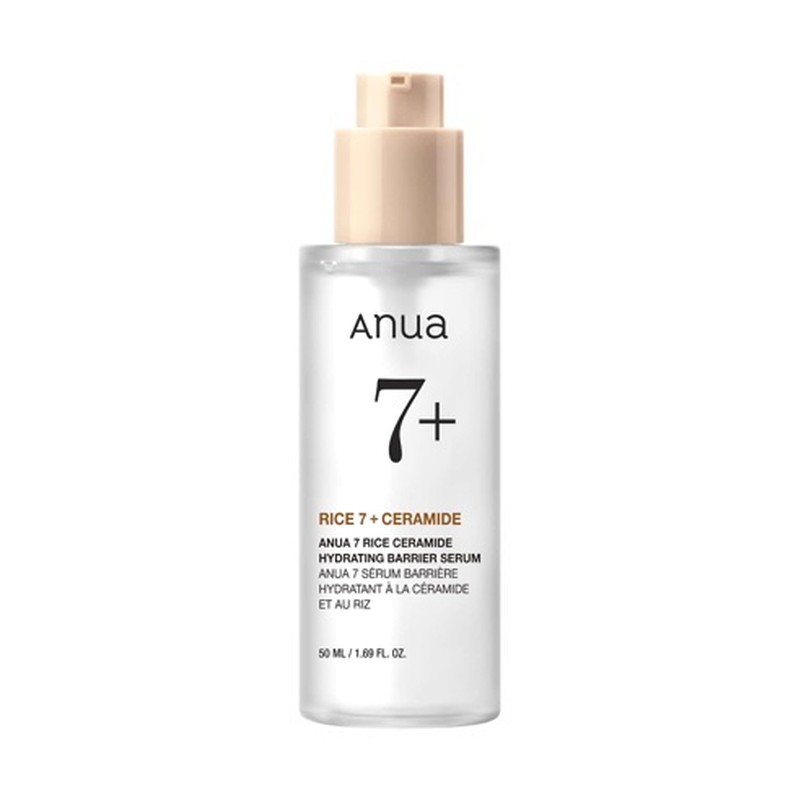 Anua
7+
RICE 7 + CERAMIDE
ANUA 7 RICE CERAMIDE
HYDRATING BARRIER SERUM
ANUA 7 SÉRUM BARRIÈRE
HYDRATANT À LA CÉRAMIDE
ET AU RIZ
50 ML / 1.69 FL. OZ.